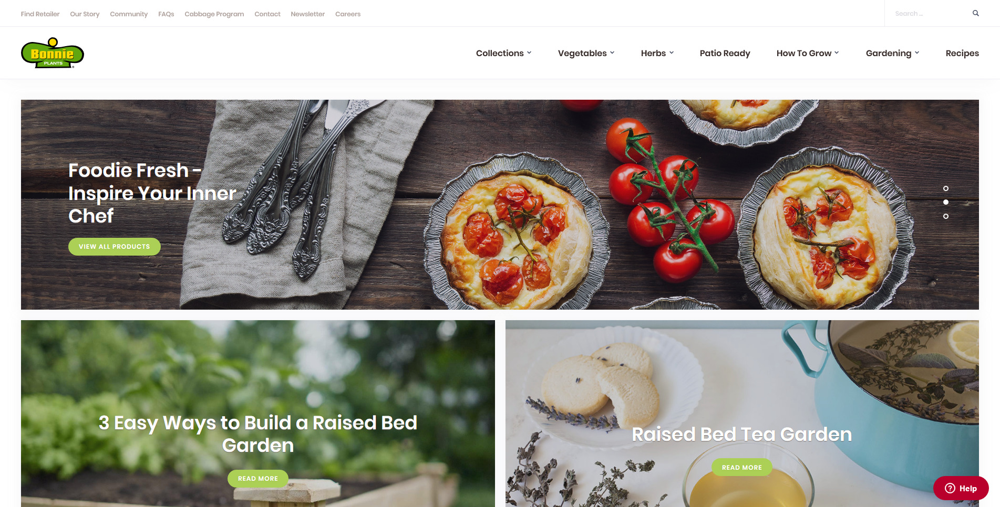 Find Retailer Our Story Community FAQs Cabbage Program Contact Newsletter Careers Search ...
Bonnie
PLANTS
®
Collections Vegetables Herbs Patio Ready How To Grow Gardening Recipes
Foodie Fresh -
Inspire Your Inner
Chef
VIEW ALL PRODUCTS
3 Easy Ways to Build a Raised Bed
Garden
READ MORE
Raised Bed Tea Garden
READ MORE
Help